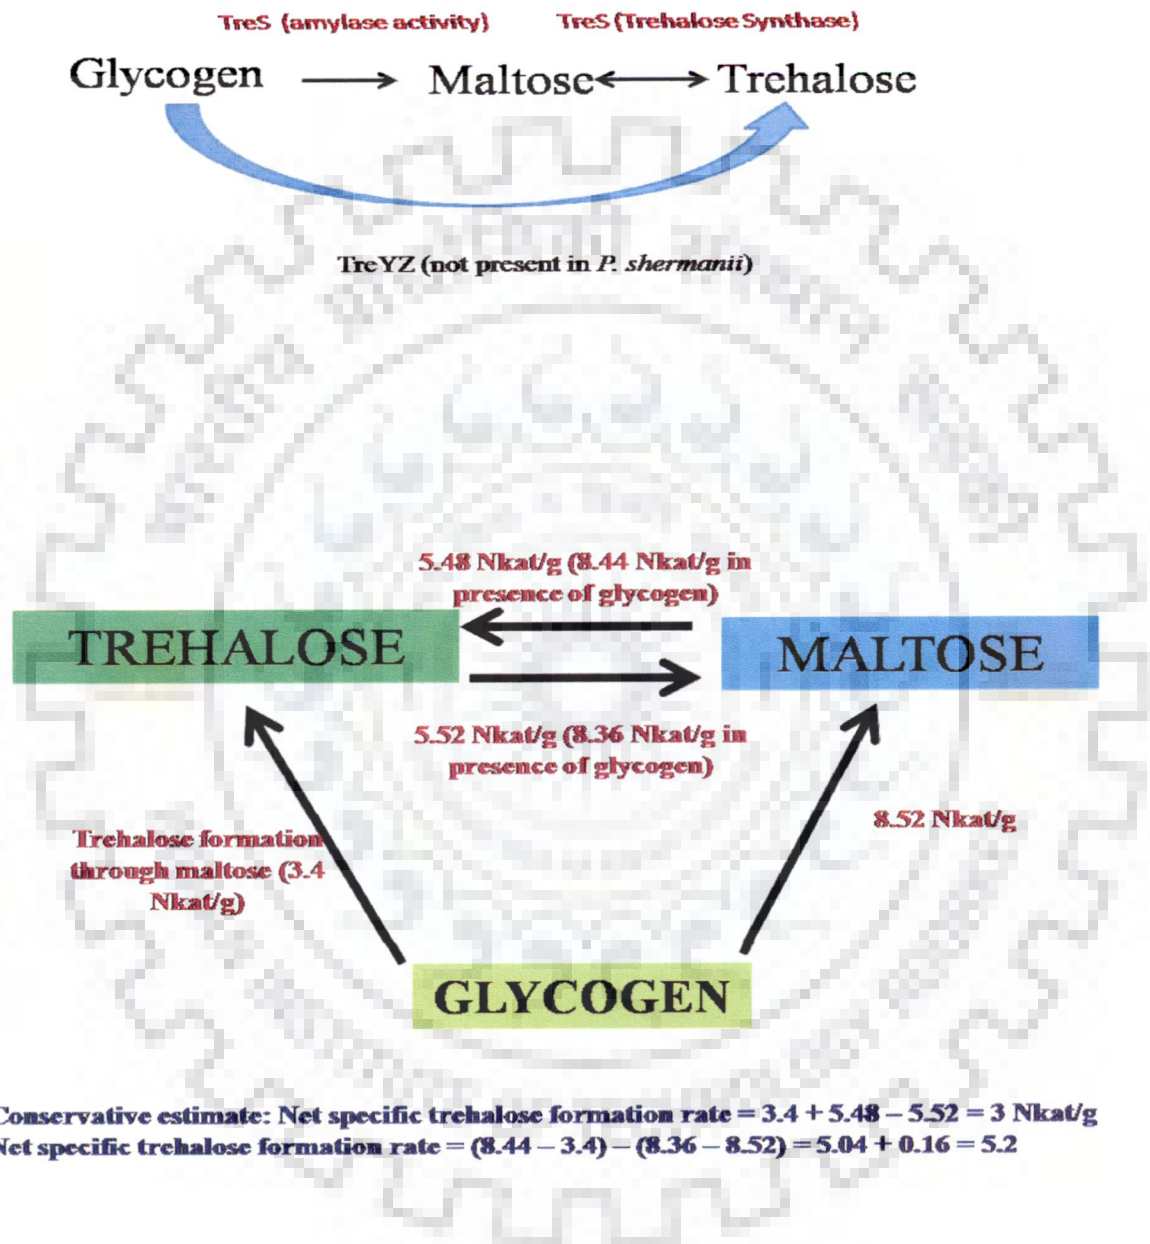 TreS (amylase activity) TreS (Trehalose Synthase)
Glycogen Maltose Trehalose
TreYZ (not present in P. shermanii)
5.48 Nkat/g (8.44 Nkat/g in
presence of glycogen)
TREHALOSE MALTOSE
5.52 Nkat/g (8.36 Nkat/g in
presence of glycogen)
8.52 Nkat/g
Trehalose formation
through maltose (3.4
Nkat/g)
GLYCOGEN
Conservative estimate: Net specific trehalose formation rate = 3.4 + 5.48 – 5.52 = 3 Nkat/g
Net specific trehalose formation rate = (8.44 – 3.4) – (8.36 – 8.52) = 5.04 + 0.16 = 5.2